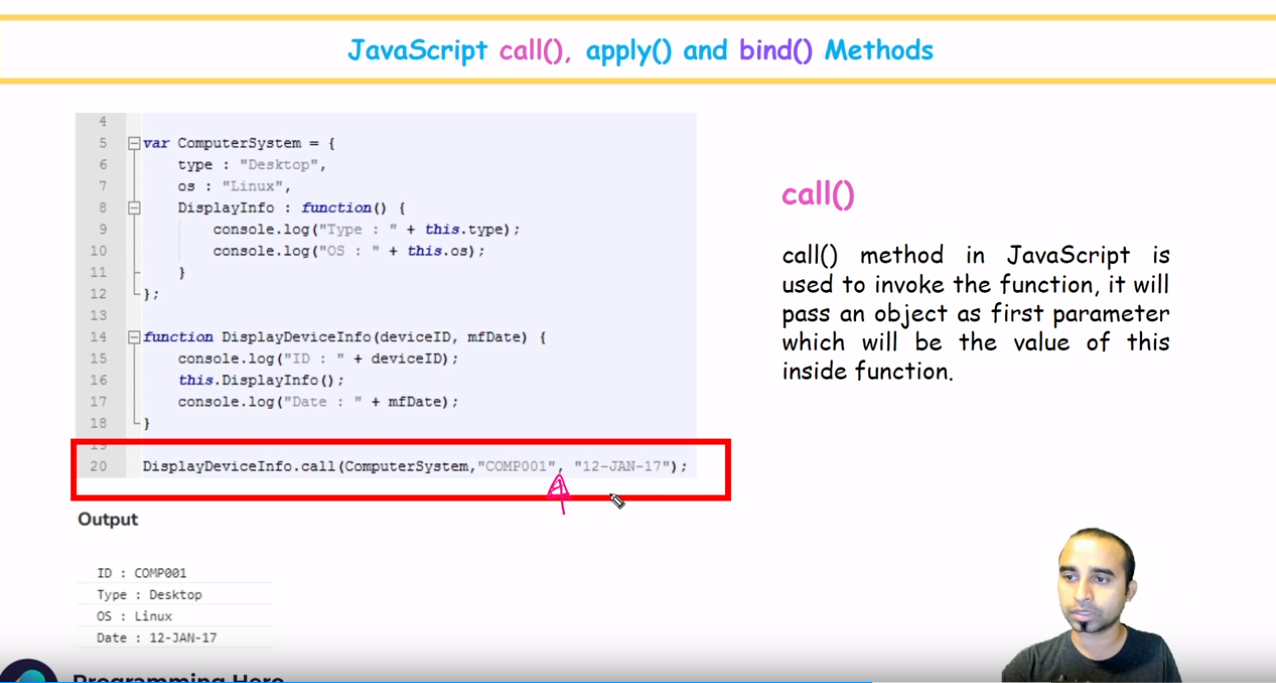 JavaScript call(), apply() and bind() Methods
4
5 var ComputerSystem = {
6 type : "Desktop",
7 os : "Linux",
8 DisplayInfo : function() {
9 console.log("Type : " + this.type);
10 console.log("OS : " + this.os);
11 }
12 };
13
14 function DisplayDeviceInfo(deviceID, mfDate) {
15 console.log("ID : " + deviceID);
16 this.DisplayInfo();
17 console.log("Date : " + mfDate);
18 }
19
20 DisplayDeviceInfo.call(ComputerSystem,"COMP001", "12-JAN-17");
call()
call() method in JavaScript is
used to invoke the function, it will
pass an object as first parameter
which will be the value of this
inside function.
Output
ID : COMP001
Type : Desktop
OS : Linux
Date : 12-JAN-17
Programming Hero